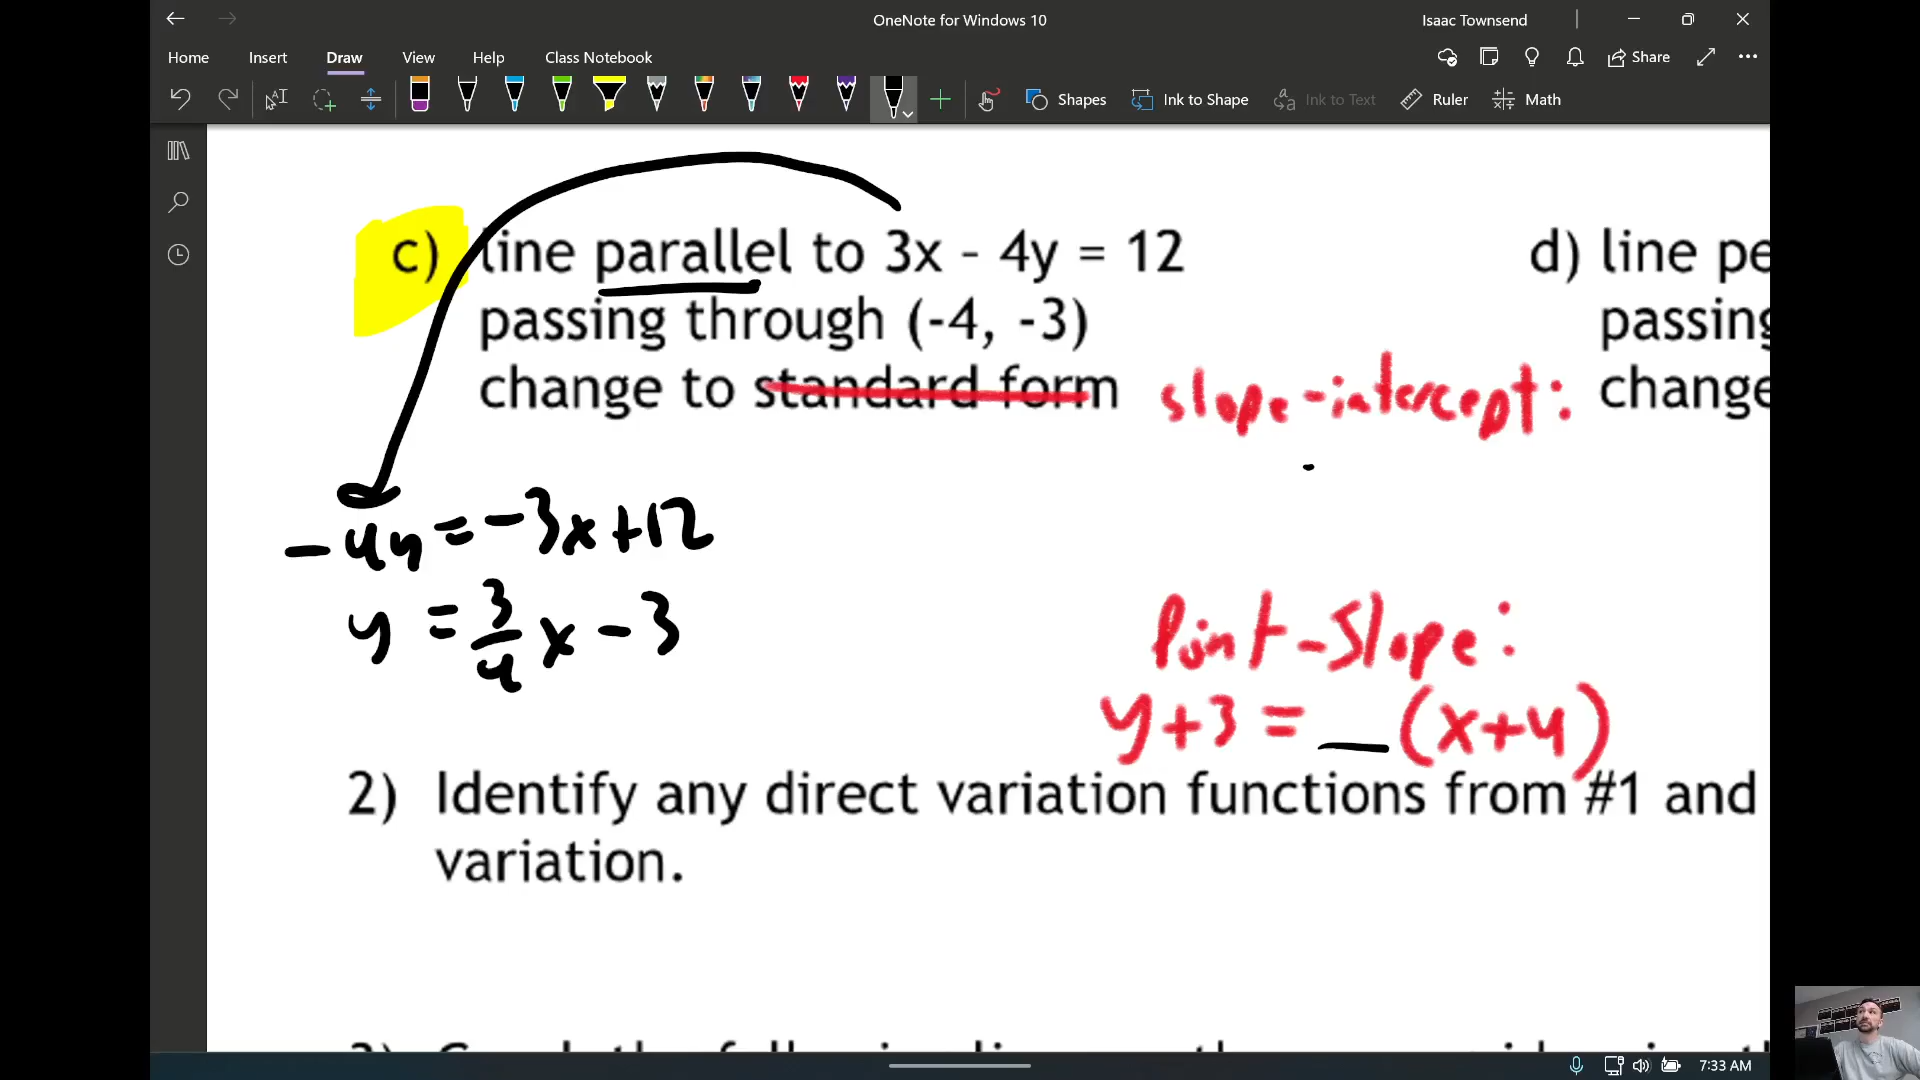 OneNote for Windows 10
Isaac Townsend
Home Insert Draw View Help Class Notebook
Share
Shapes Ink to Shape Ink to Text Ruler Math
c) line parallel to 3x – 4y = 12
passing through (-4, -3)
change to standard form
slope-intercept:
d) line pe
passing
change
-4y = -3x+12
y = 3/4 x - 3
Point-Slope:
y+3 = _ (x+4)
2) Identify any direct variation functions from #1 and
variation.
7:33 AM